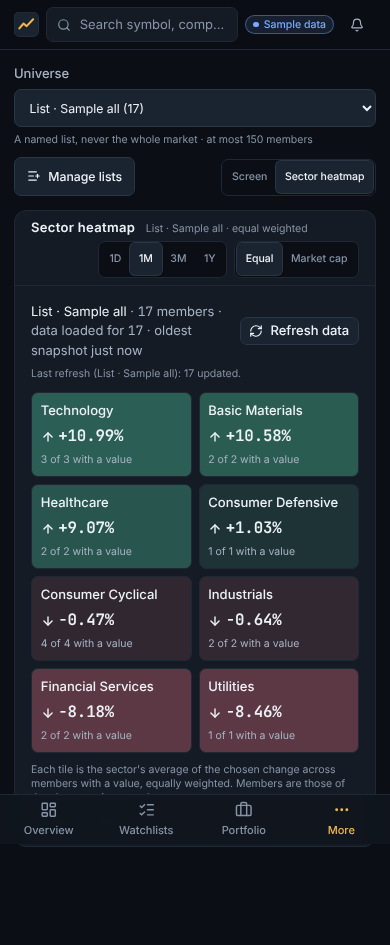 Search symbol, comp...
Sample data
Universe
List · Sample all (17)
A named list, never the whole market · at most 150 members
Manage lists
Screen
Sector heatmap
Sector heatmap
List · Sample all · equal weighted
1D
1M
3M
1Y
Equal
Market cap
List · Sample all · 17 members ·
data loaded for 17 · oldest
snapshot just now
Refresh data
Last refresh (List · Sample all): 17 updated.
Technology
↑ +10.99%
3 of 3 with a value
Basic Materials
↑ +10.58%
2 of 2 with a value
Healthcare
↑ +9.07%
2 of 2 with a value
Consumer Defensive
↑ +1.03%
1 of 1 with a value
Consumer Cyclical
↓ -0.47%
4 of 4 with a value
Industrials
↓ -0.64%
2 of 2 with a value
Financial Services
↓ -8.18%
2 of 2 with a value
Utilities
↓ -8.46%
1 of 1 with a value
Each tile is the sector's average of the chosen change across
members with a value, equally weighted. Members are those of
Overview
Watchlists
Portfolio
More